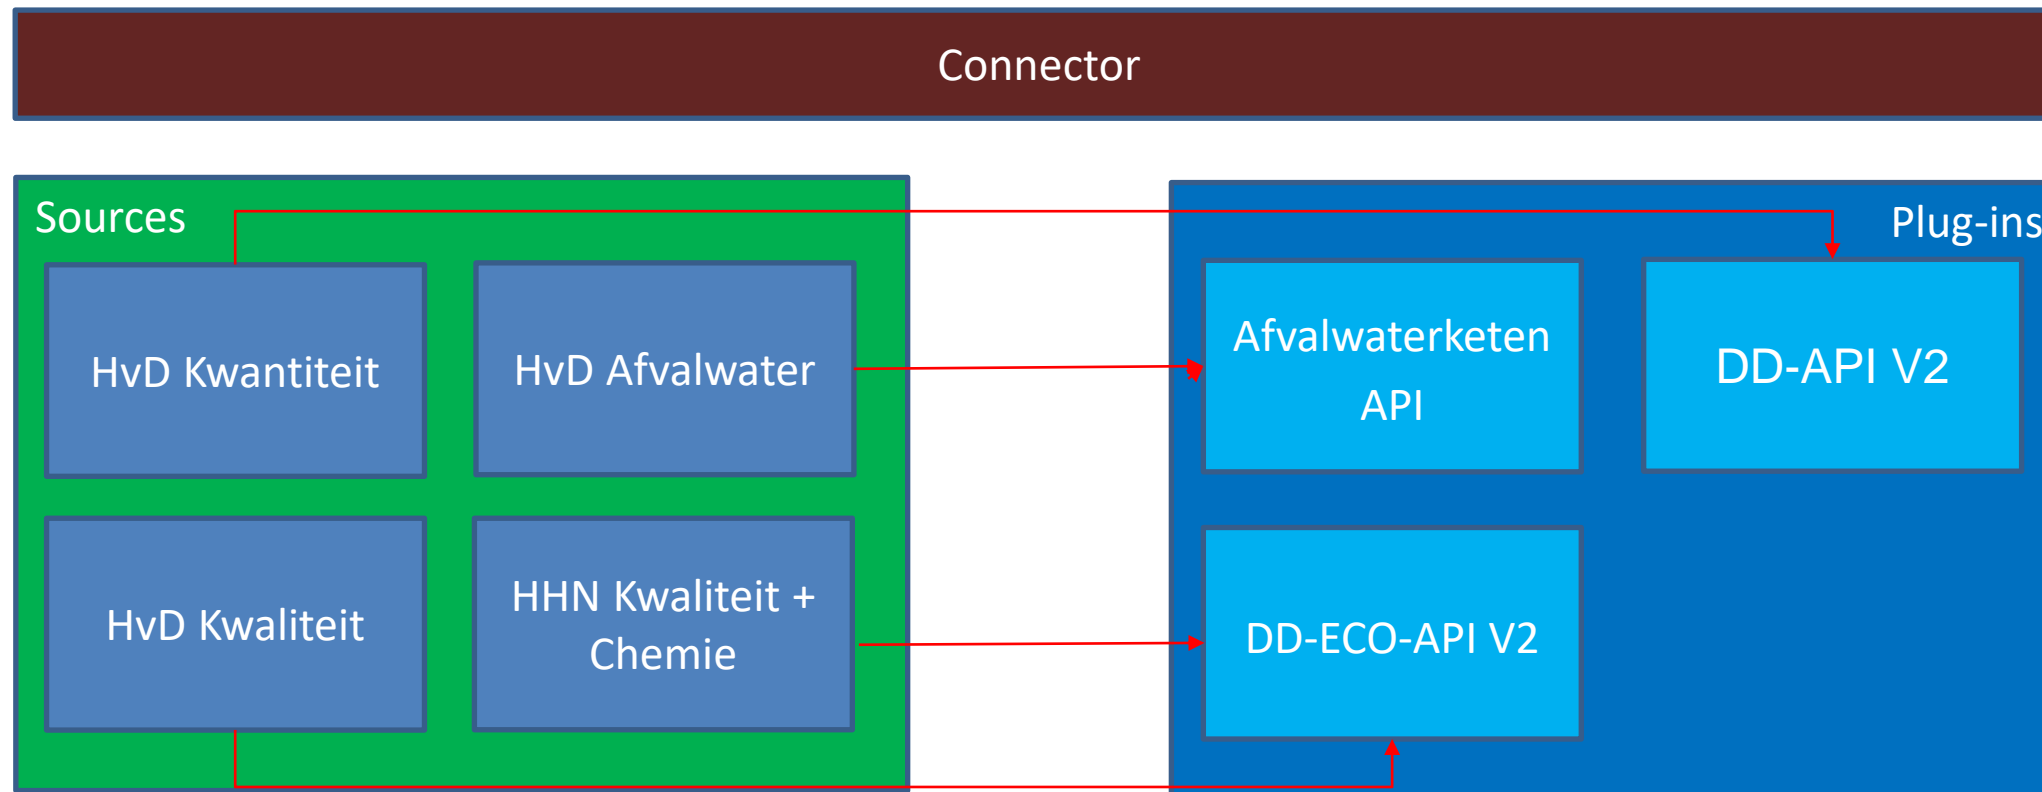 Connector
Sources
Plug-ins
HvD Kwantiteit
HvD Afvalwater
Afvalwaterketen
API
DD-API V2
HvD Kwaliteit
HHN Kwaliteit +
Chemie
DD-ECO-API V2